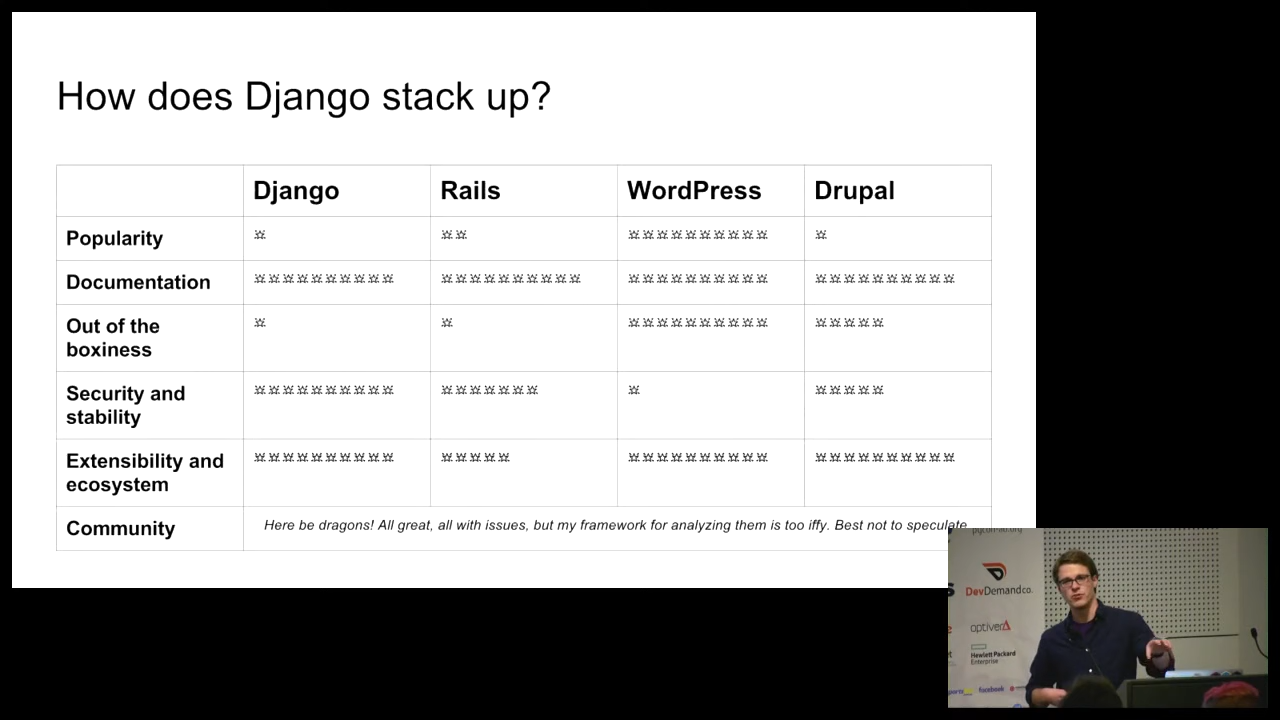 How does Django stack up?
Django Rails WordPress Drupal
Popularity ¤ ¤¤ ¤¤¤¤¤¤¤¤¤¤ ¤
Documentation ¤¤¤¤¤¤¤¤¤¤ ¤¤¤¤¤¤¤¤¤¤ ¤¤¤¤¤¤¤¤¤¤ ¤¤¤¤¤¤¤¤¤¤
Out of the
boxiness ¤ ¤ ¤¤¤¤¤¤¤¤¤¤ ¤¤¤¤¤
Security and
stability ¤¤¤¤¤¤¤¤¤¤ ¤¤¤¤¤¤¤ ¤ ¤¤¤¤¤
Extensibility and
ecosystem ¤¤¤¤¤¤¤¤¤¤ ¤¤¤¤¤ ¤¤¤¤¤¤¤¤¤¤ ¤¤¤¤¤¤¤¤¤¤
Community Here be dragons! All great, all with issues, but my framework for analyzing them is too iffy. Best not to speculate
DevDemandco.
optiver
Hewlett Packard
Enterprise
facebook